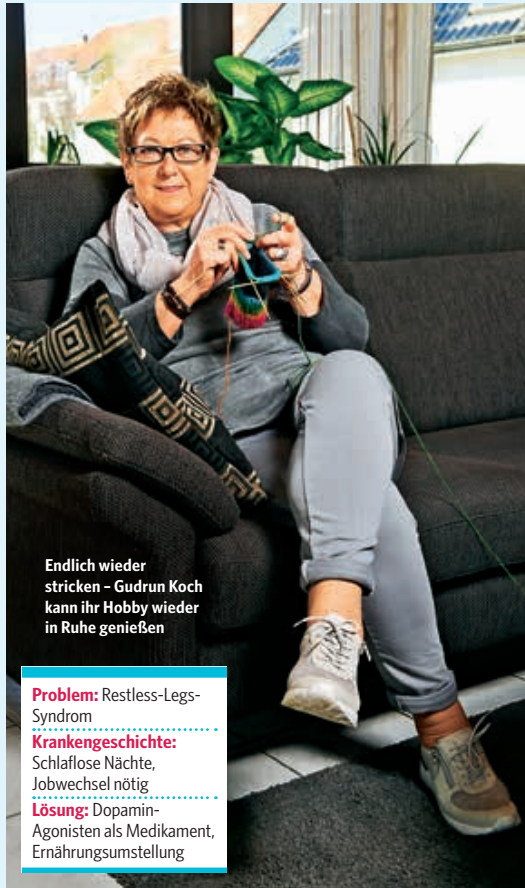 Endlich wieder
stricken – Gudrun Koch
kann ihr Hobby wieder
in Ruhe genießen
Problem: Restless-Legs-
Syndrom
Krankengeschichte:
Schlaflose Nächte,
Jobwechsel nötig
Lösung: Dopamin-
Agonisten als Medikament,
Ernährungsumstellung